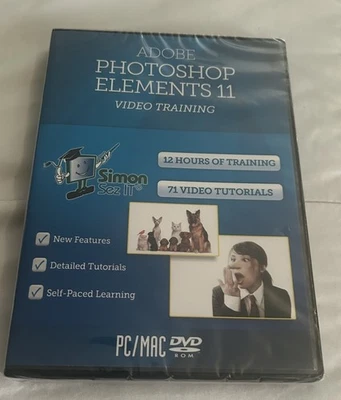 ADOBE
PHOTOSHOP
ELEMENTS 11
VIDEO TRAINING
Simon
Sez IT
12 HOURS OF TRAINING
71 VIDEO TUTORIALS
New Features
Detailed Tutorials
Self-Paced Learning
PC/MAC DVD
ROM